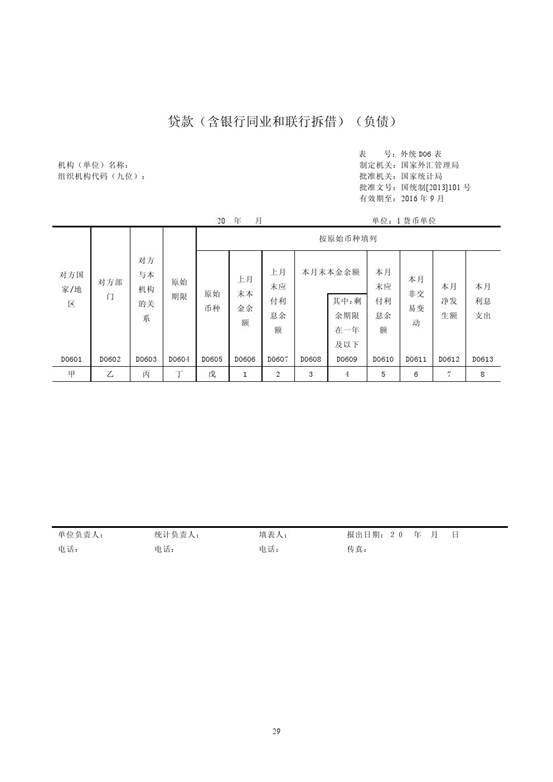 贷款（含银行同业和联行拆借）（负债）
表　　号：外统 D06 表
机构（单位）名称： 制定机关：国家外汇管理局
组织机构代码（九位）： 批准机关：国家统计局
批准文号：国统制[2013]101 号
有效期至：2016 年 9 月
20　年　月 单位：1 货币单位
按原始币种填列
对方国家/地区 对方部门 对方与本机构的关系 原始期限 原始币种 上月末本金余额 上月末应付利息余额 本月末本金余额 其中：剩余期限在一年及以下 本月末应付利息余额 本月非交易变动 本月净发生额 本月利息支出
D0601 D0602 D0603 D0604 D0605 D0606 D0607 D0608 D0609 D0610 D0611 D0612 D0613
甲 乙 丙 丁 戊 1 2 3 4 5 6 7 8
单位负责人： 统计负责人： 填表人： 报出日期：２０　年　月　日
电话： 电话： 电话： 传真：
29